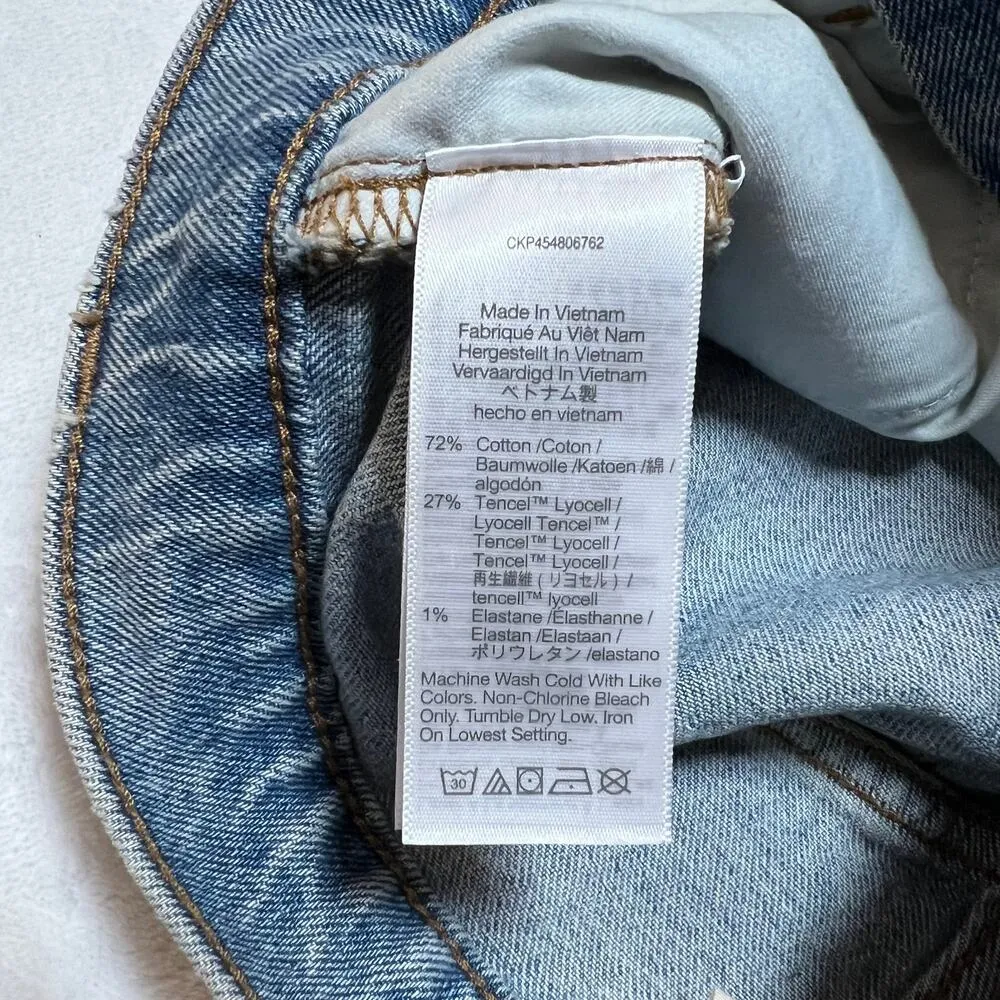 CKP454806762
Made In Vietnam
Fabriqué Au Viêt Nam
Hergestellt In Vietnam
Vervaardigd In Vietnam
ベトナム製
hecho en vietnam
72% Cotton /Coton /
Baumwolle /Katoen /綿 /
algodón
27% Tencel™ Lyocell /
Lyocell Tencel™ /
Tencel™ Lyocell /
Tencel™ Lyocell /
再生繊維 ( リヨセル ) /
tencell™ lyocell
1% Elastane /Élasthanne /
Elastan /Elastaan /
ポリウレタン /elastano
Machine Wash Cold With Like
Colors. Non-Chlorine Bleach
Only. Tumble Dry Low. Iron
On Lowest Setting.
30